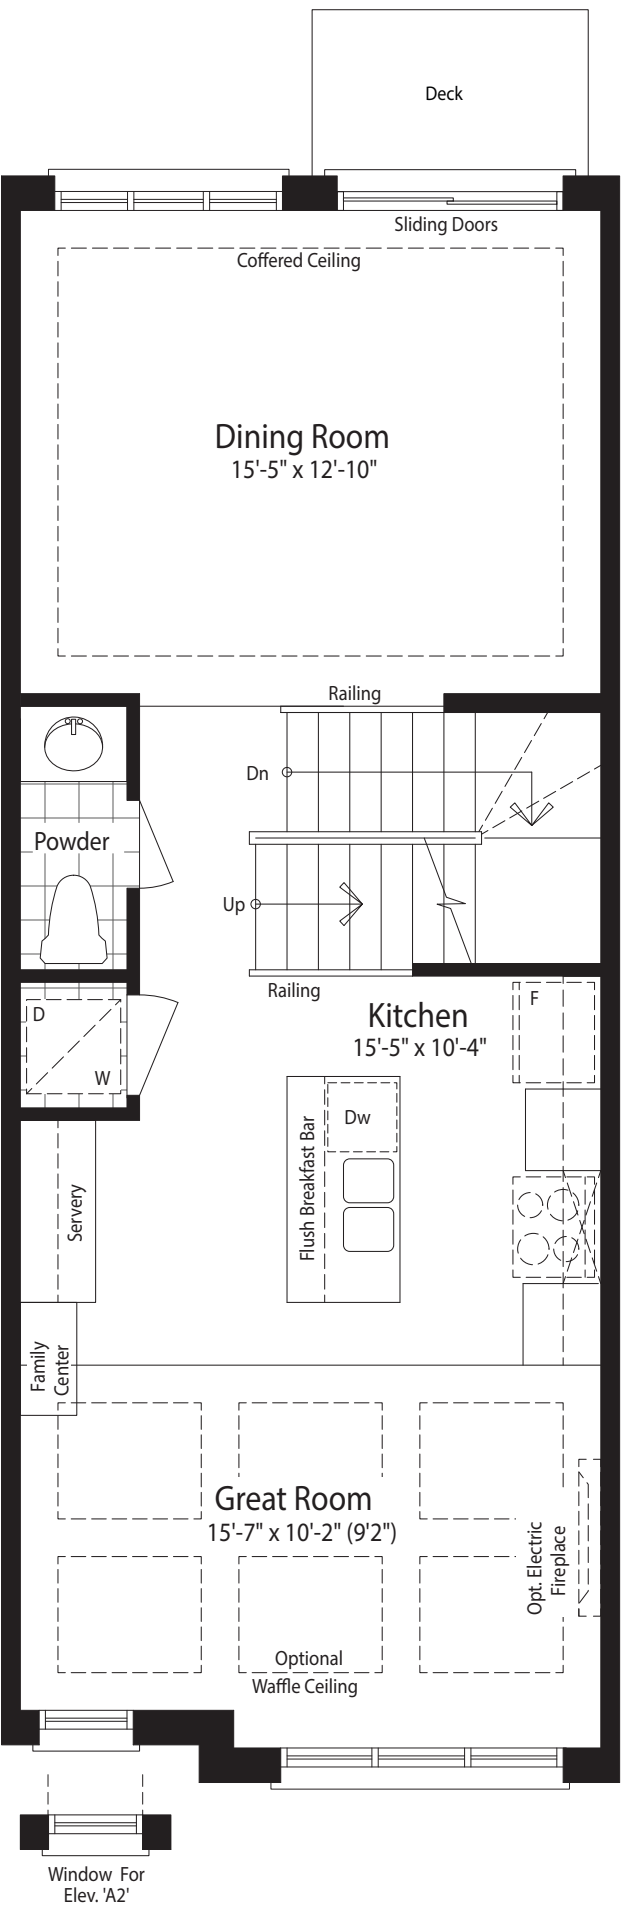 Deck
Sliding Doors
Coffered Ceiling
Dining Room
15'-5" x 12'-10"
Railing
Dn
Powder
Up
Railing
Kitchen
15'-5" x 10'-4"
F
D
W
Dw
Flush Breakfast Bar
Servery
Family
Center
Great Room
15'-7" x 10'-2" (9'2")
Opt. Electric
Fireplace
Optional
Waffle Ceiling
Window For
Elev. 'A2'